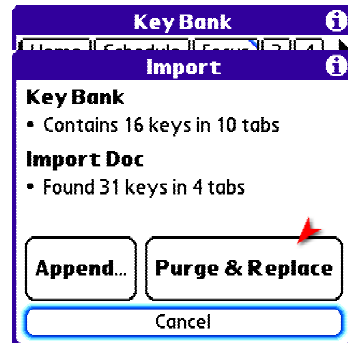 Key Bank
Home Schedule Focus 3 4
Import
Key Bank
• Contains 16 keys in 10 tabs
Import Doc
• Found 31 keys in 4 tabs
Append... Purge & Replace
Cancel